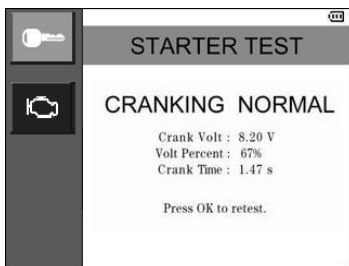 STARTER TEST
CRANKING NORMAL
Crank Volt : 8.20 V
Volt Percent : 67%
Crank Time : 1.47 s
Press OK to retest.